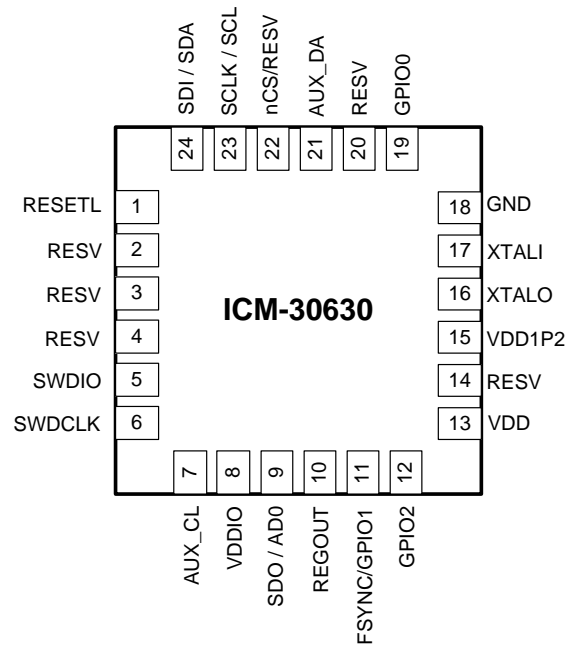 SDI / SDA
SCLK / SCL
nCS/RESV
AUX_DA
RESV
GPIO0
24
23
22
21
20
19
RESETL 1
RESV 2
RESV 3
RESV 4
SWDIO 5
SWDCLK 6
ICM-30630
18 GND
17 XTALI
16 XTALO
15 VDD1P2
14 RESV
13 VDD
7
8
9
10
11
12
AUX_CL
VDDIO
SDO / AD0
REGOUT
FSYNC/GPIO1
GPIO2